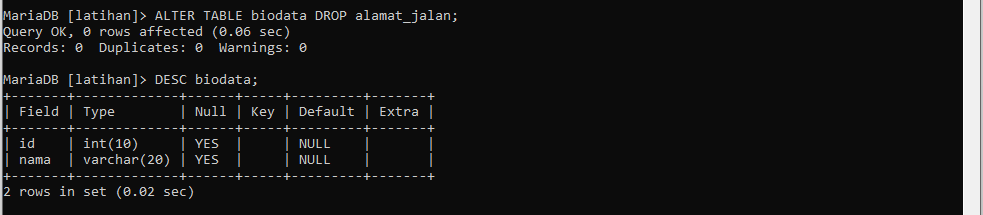 MariaDB [latihan]> ALTER TABLE biodata DROP alamat_jalan;
Query OK, 0 rows affected (0.06 sec)
Records: 0  Duplicates: 0  Warnings: 0

MariaDB [latihan]> DESC biodata;
+-------+-------------+------+-----+---------+-------+
| Field | Type        | Null | Key | Default | Extra |
+-------+-------------+------+-----+---------+-------+
| id    | int(10)     | YES  |     | NULL    |       |
| nama  | varchar(20) | YES  |     | NULL    |       |
+-------+-------------+------+-----+---------+-------+
2 rows in set (0.02 sec)